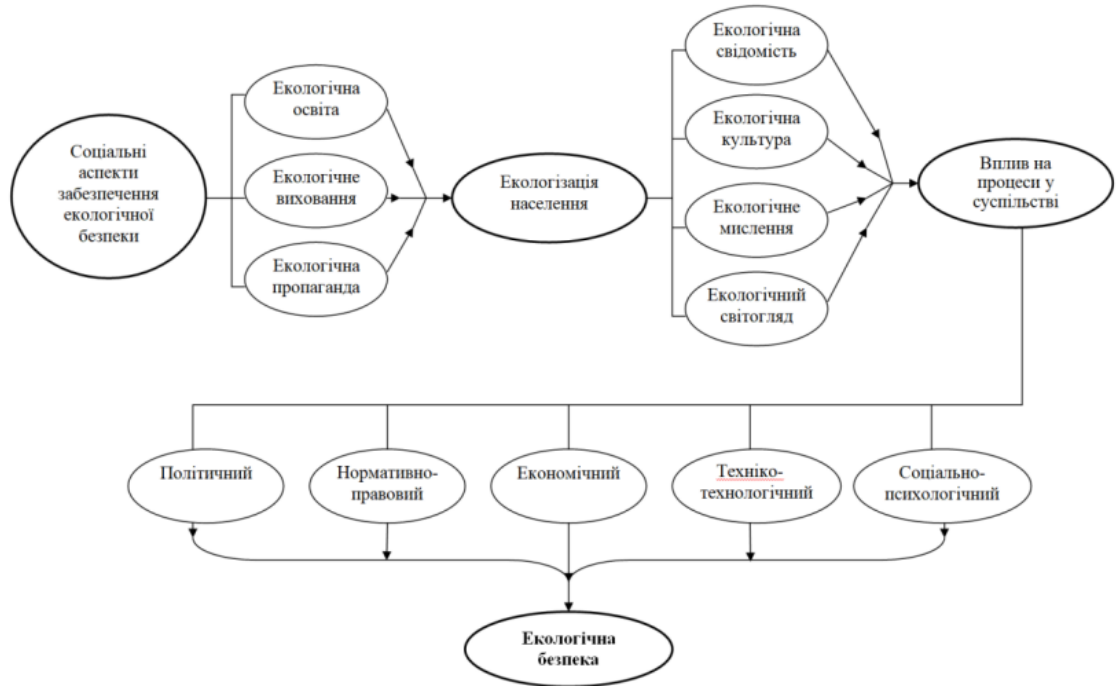 Соціальні
аспекти
забезпечення
екологічної
безпеки
Екологічна
освіта
Екологічне
виховання
Екологічна
пропаганда
Екологізація
населення
Екологічна
свідомість
Екологічна
культура
Екологічне
мислення
Екологічний
світогляд
Вплив на
процеси у
суспільстві
Політичний
Нормативно-
правовий
Економічний
Техніко-
технологічний
Соціально-
психологічний
Екологічна
безпека